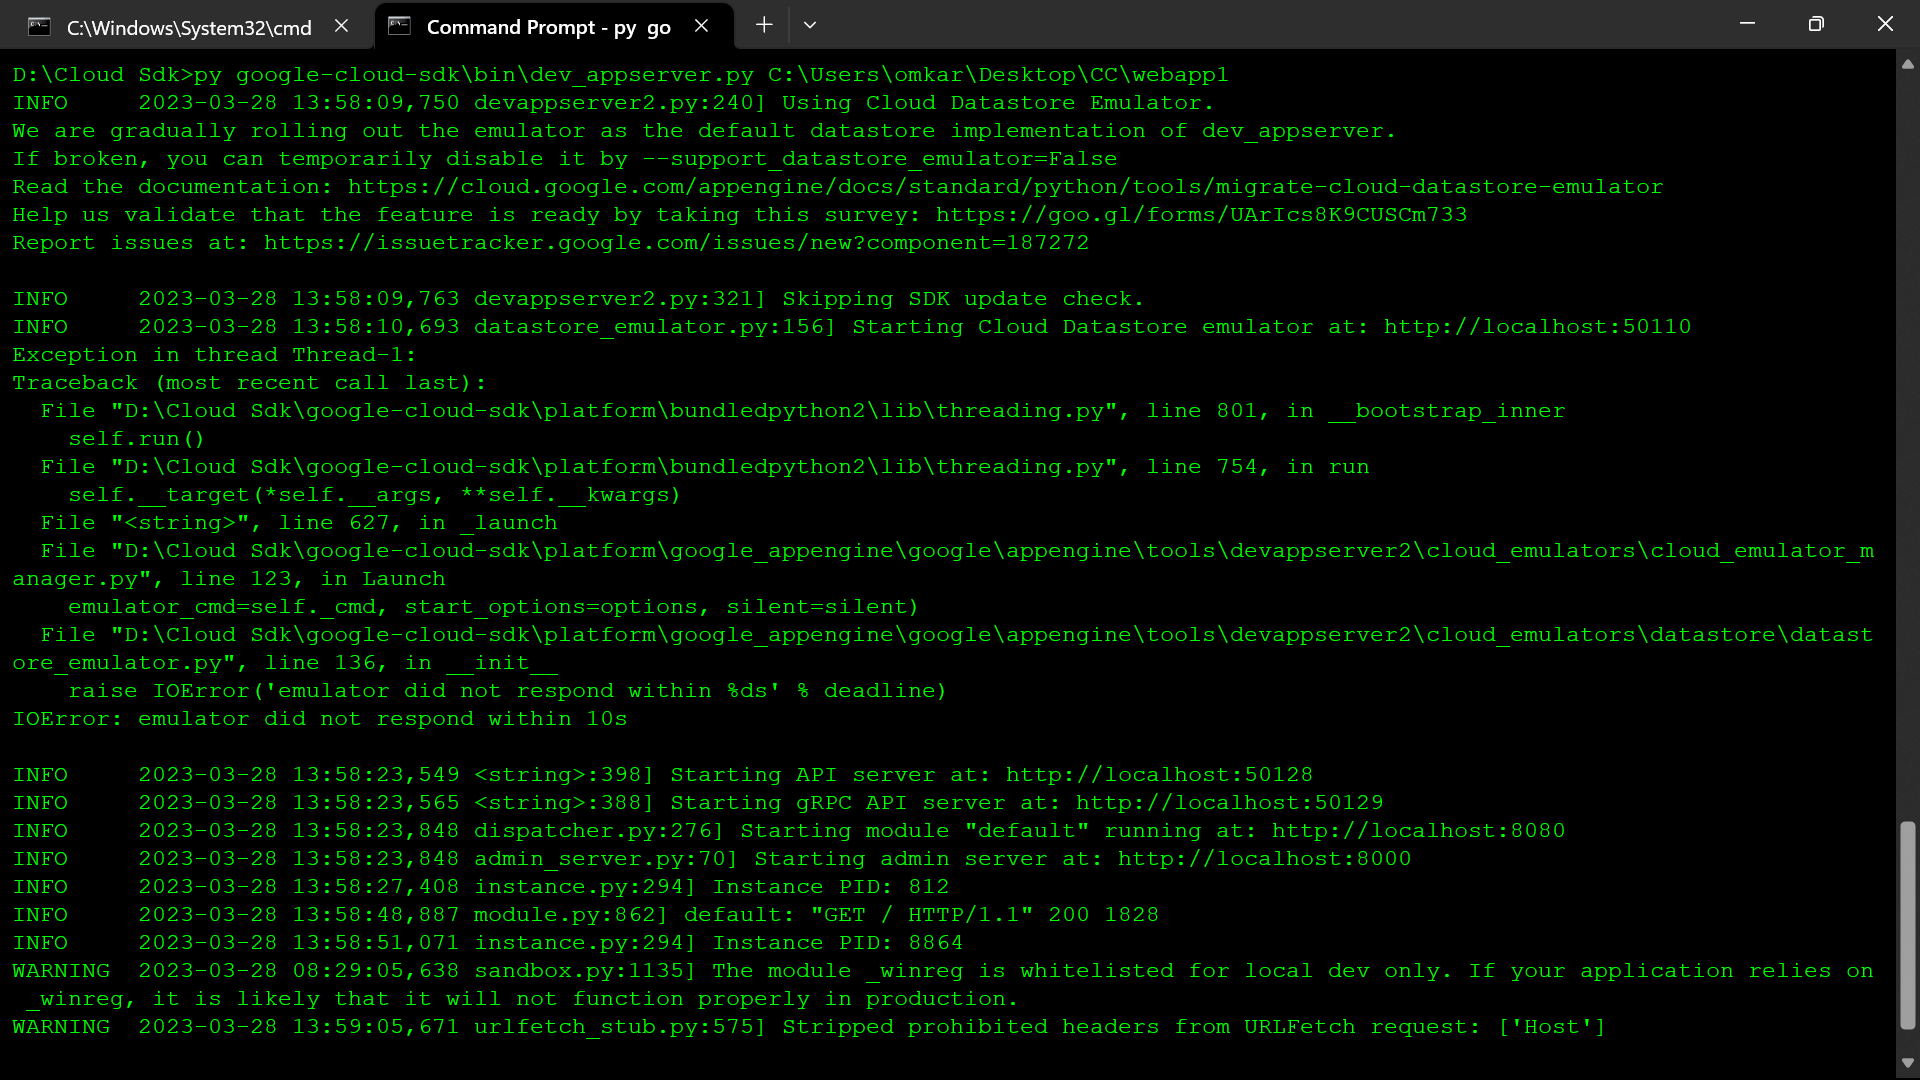 C:\Windows\System32\cmd
Command Prompt - py  go
D:\Cloud Sdk>py google-cloud-sdk\bin\dev_appserver.py C:\Users\omkar\Desktop\CC\webapp1
INFO     2023-03-28 13:58:09,750 devappserver2.py:240] Using Cloud Datastore Emulator.
We are gradually rolling out the emulator as the default datastore implementation of dev_appserver.
If broken, you can temporarily disable it by --support_datastore_emulator=False
Read the documentation: https://cloud.google.com/appengine/docs/standard/python/tools/migrate-cloud-datastore-emulator
Help us validate that the feature is ready by taking this survey: https://goo.gl/forms/UArIcs8K9CUSCm733
Report issues at: https://issuetracker.google.com/issues/new?component=187272
INFO     2023-03-28 13:58:09,763 devappserver2.py:321] Skipping SDK update check.
INFO     2023-03-28 13:58:10,693 datastore_emulator.py:156] Starting Cloud Datastore emulator at: http://localhost:50110
Exception in thread Thread-1:
Traceback (most recent call last):
  File "D:\Cloud Sdk\google-cloud-sdk\platform\bundledpython2\lib\threading.py", line 801, in __bootstrap_inner
    self.run()
  File "D:\Cloud Sdk\google-cloud-sdk\platform\bundledpython2\lib\threading.py", line 754, in run
    self.__target(*self.__args, **self.__kwargs)
  File "<string>", line 627, in _launch
  File "D:\Cloud Sdk\google-cloud-sdk\platform\google_appengine\google\appengine\tools\devappserver2\cloud_emulators\cloud_emulator_m
anager.py", line 123, in Launch
    emulator_cmd=self._cmd, start_options=options, silent=silent)
  File "D:\Cloud Sdk\google-cloud-sdk\platform\google_appengine\google\appengine\tools\devappserver2\cloud_emulators\datastore\datast
ore_emulator.py", line 136, in __init__
    raise IOError('emulator did not respond within %ds' % deadline)
IOError: emulator did not respond within 10s
INFO     2023-03-28 13:58:23,549 <string>:398] Starting API server at: http://localhost:50128
INFO     2023-03-28 13:58:23,565 <string>:388] Starting gRPC API server at: http://localhost:50129
INFO     2023-03-28 13:58:23,848 dispatcher.py:276] Starting module "default" running at: http://localhost:8080
INFO     2023-03-28 13:58:23,848 admin_server.py:70] Starting admin server at: http://localhost:8000
INFO     2023-03-28 13:58:27,408 instance.py:294] Instance PID: 812
INFO     2023-03-28 13:58:48,887 module.py:862] default: "GET / HTTP/1.1" 200 1828
INFO     2023-03-28 13:58:51,071 instance.py:294] Instance PID: 8864
WARNING  2023-03-28 08:29:05,638 sandbox.py:1135] The module _winreg is whitelisted for local dev only. If your application relies on
 _winreg, it is likely that it will not function properly in production.
WARNING  2023-03-28 13:59:05,671 urlfetch_stub.py:575] Stripped prohibited headers from URLFetch request: ['Host']